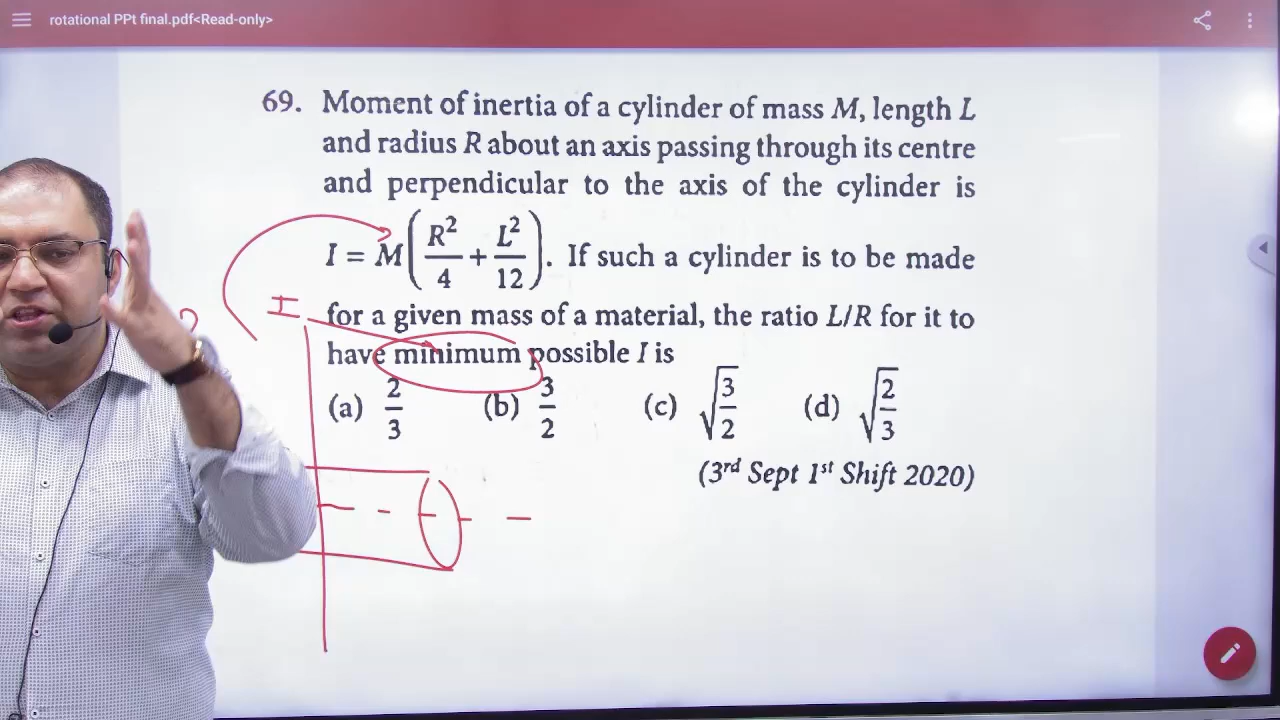 rotational PPt final.pdf<Read-only>
69. Moment of inertia of a cylinder of mass M, length L
and radius R about an axis passing through its centre
and perpendicular to the axis of the cylinder is
I = M(R²/4 + L²/12). If such a cylinder is to be made
I
for a given mass of a material, the ratio L/R for it to
have minimum possible I is
(a) 2/3 (b) 3/2 (c) √3/2 (d) √2/3
(3rd Sept 1st Shift 2020)